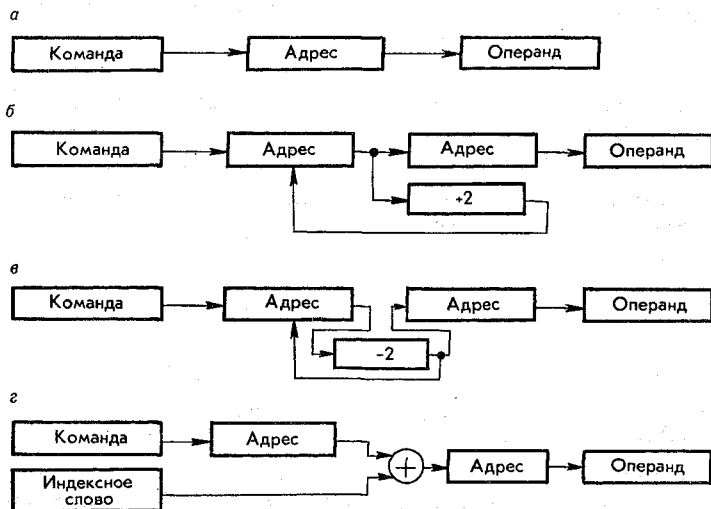 а
Команда Адрес Операнд
б
Команда Адрес Адрес Операнд
+2
в
Команда Адрес Адрес Операнд
-2
г
Команда Адрес
+ Адрес Операнд
Индексное
слово